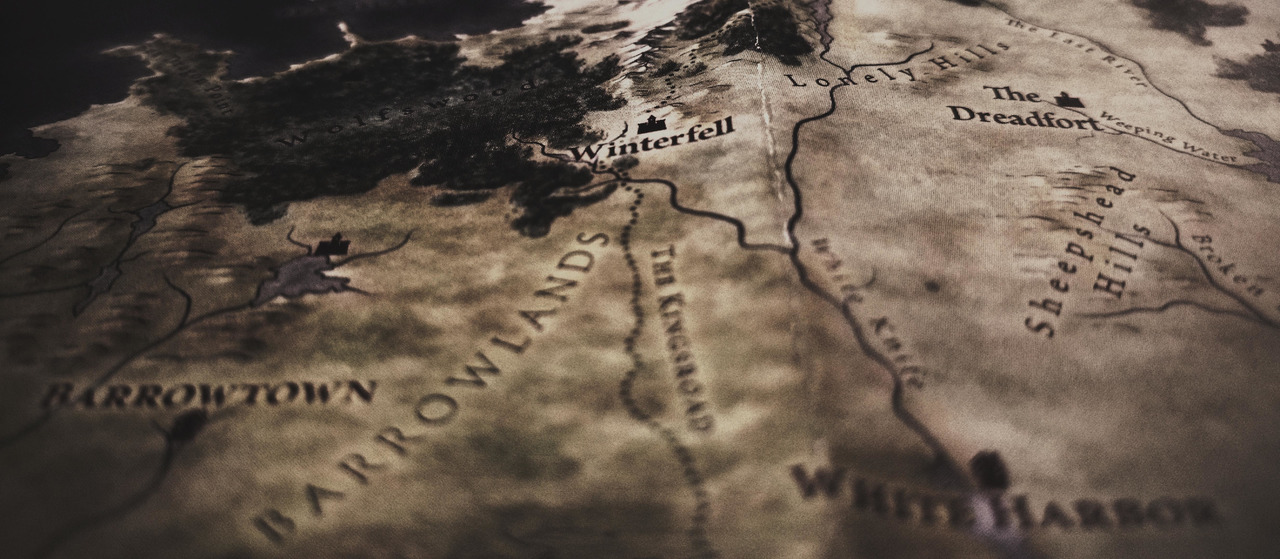 The Last River
Lonely Hills
Wolfswood
The
Dreadfort
Weeping Water
Winterfell
Sheepshead
Hills
Broken
BARROWLANDS
THE KINGSROAD
White Knife
BARROWTOWN
WHITE HARBOR